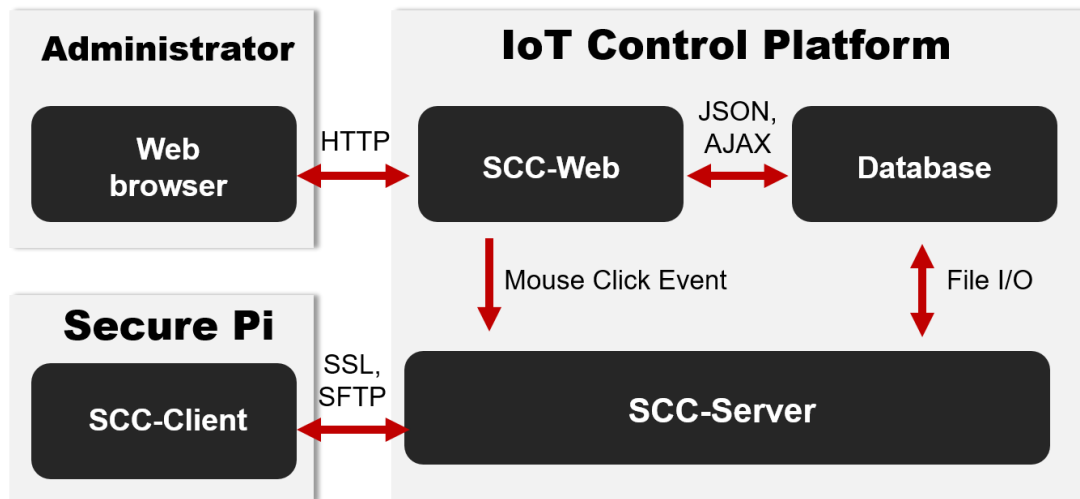 Administrator
IoT Control Platform
Web
browser
HTTP
SCC-Web
JSON,
AJAX
Database
Mouse Click Event
File I/O
Secure Pi
SCC-Client
SSL,
SFTP
SCC-Server